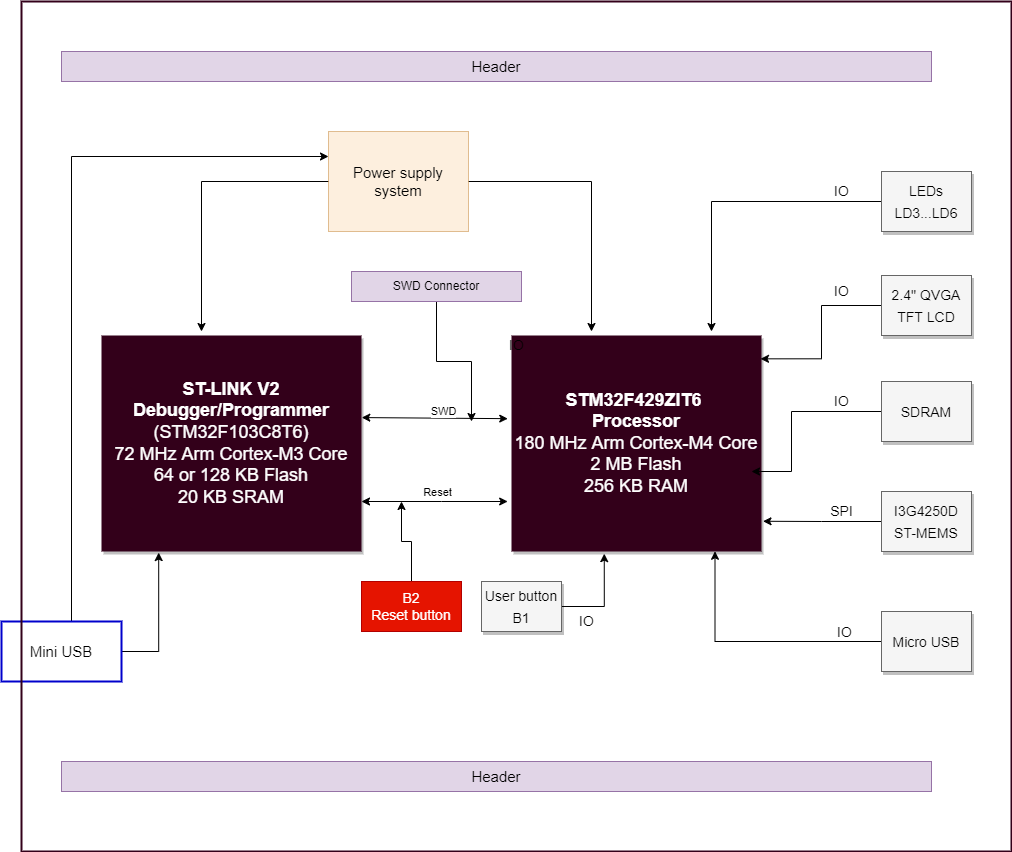 Header
Power supply
system
IO
LEDs
LD3...LD6
SWD Connector
IO
2.4" QVGA
TFT LCD
IO
ST-LINK V2
Debugger/Programmer
(STM32F103C8T6)
72 MHz Arm Cortex-M3 Core
64 or 128 KB Flash
20 KB SRAM
SWD
Reset
STM32F429ZIT6
Processor
180 MHz Arm Cortex-M4 Core
2 MB Flash
256 KB RAM
IO
SDRAM
SPI
I3G4250D
ST-MEMS
B2
Reset button
User button
B1
IO
IO
Micro USB
Mini USB
Header